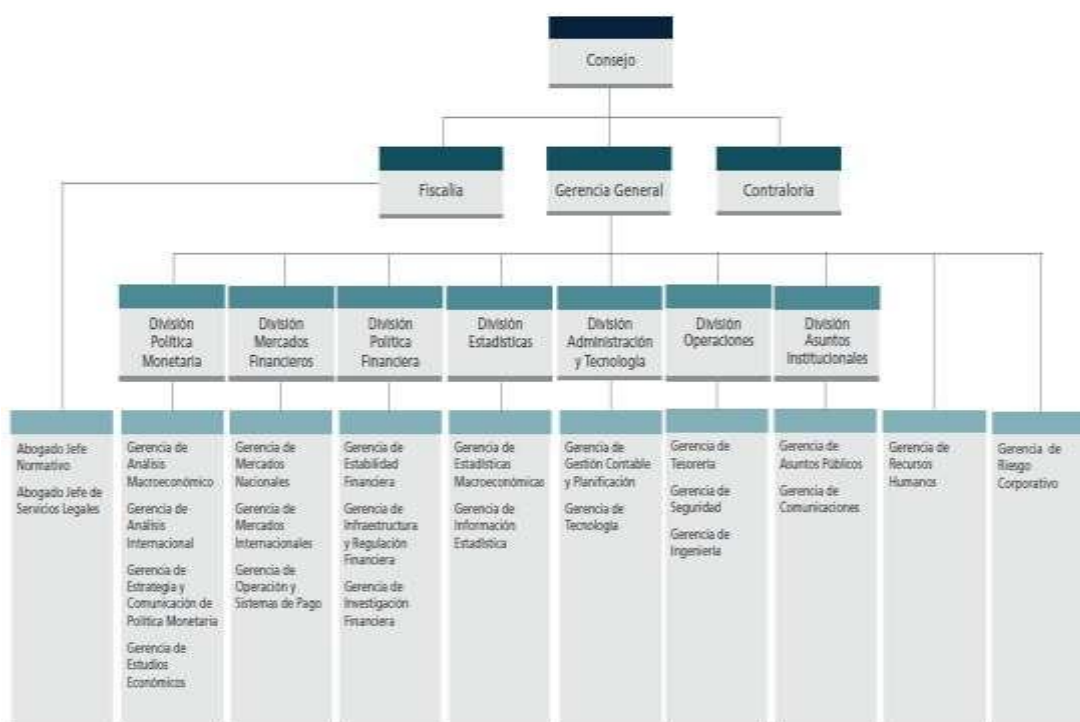 Consejo
Fiscalia
Gerencia General
Contraloria
División
Política
Monetaria
División
Mercados
Financieros
División
Política
Financiera
División
Estadísticas
División
Administración
y Tecnología
División
Operaciones
División
Asuntos
Institucionales
Abogado Jefe
Normativo
Abogado Jefe de
Servicios Legales
Gerencia de
Análisis
Macroeconómico
Gerencia de
Análisis
Internacional
Gerencia de
Estrategia y
Comunicación de
Política Monetaria
Gerencia de
Estudios
Económicos
Gerencia de
Mercados
Nacionales
Gerencia de
Mercados
Internacionales
Gerencia de
Operación y
Sistemas de Pago
Gerencia de
Estabilidad
Financiera
Gerencia de
Infraestructura
y Regulación
Financiera
Gerencia de
Investigación
Financiera
Gerencia de
Estadísticas
Macroeconómicas
Gerencia de
Información
Estadística
Gerencia de
Gestión Contable
y Planificación
Gerencia de
Tecnología
Gerencia de
Tesorería
Gerencia de
Seguridad
Gerencia de
Ingeniería
Gerencia de
Asuntos Públicos
Gerencia de
Comunicaciones
Gerencia de
Recursos
Humanos
Gerencia de
Riesgo
Corporativo